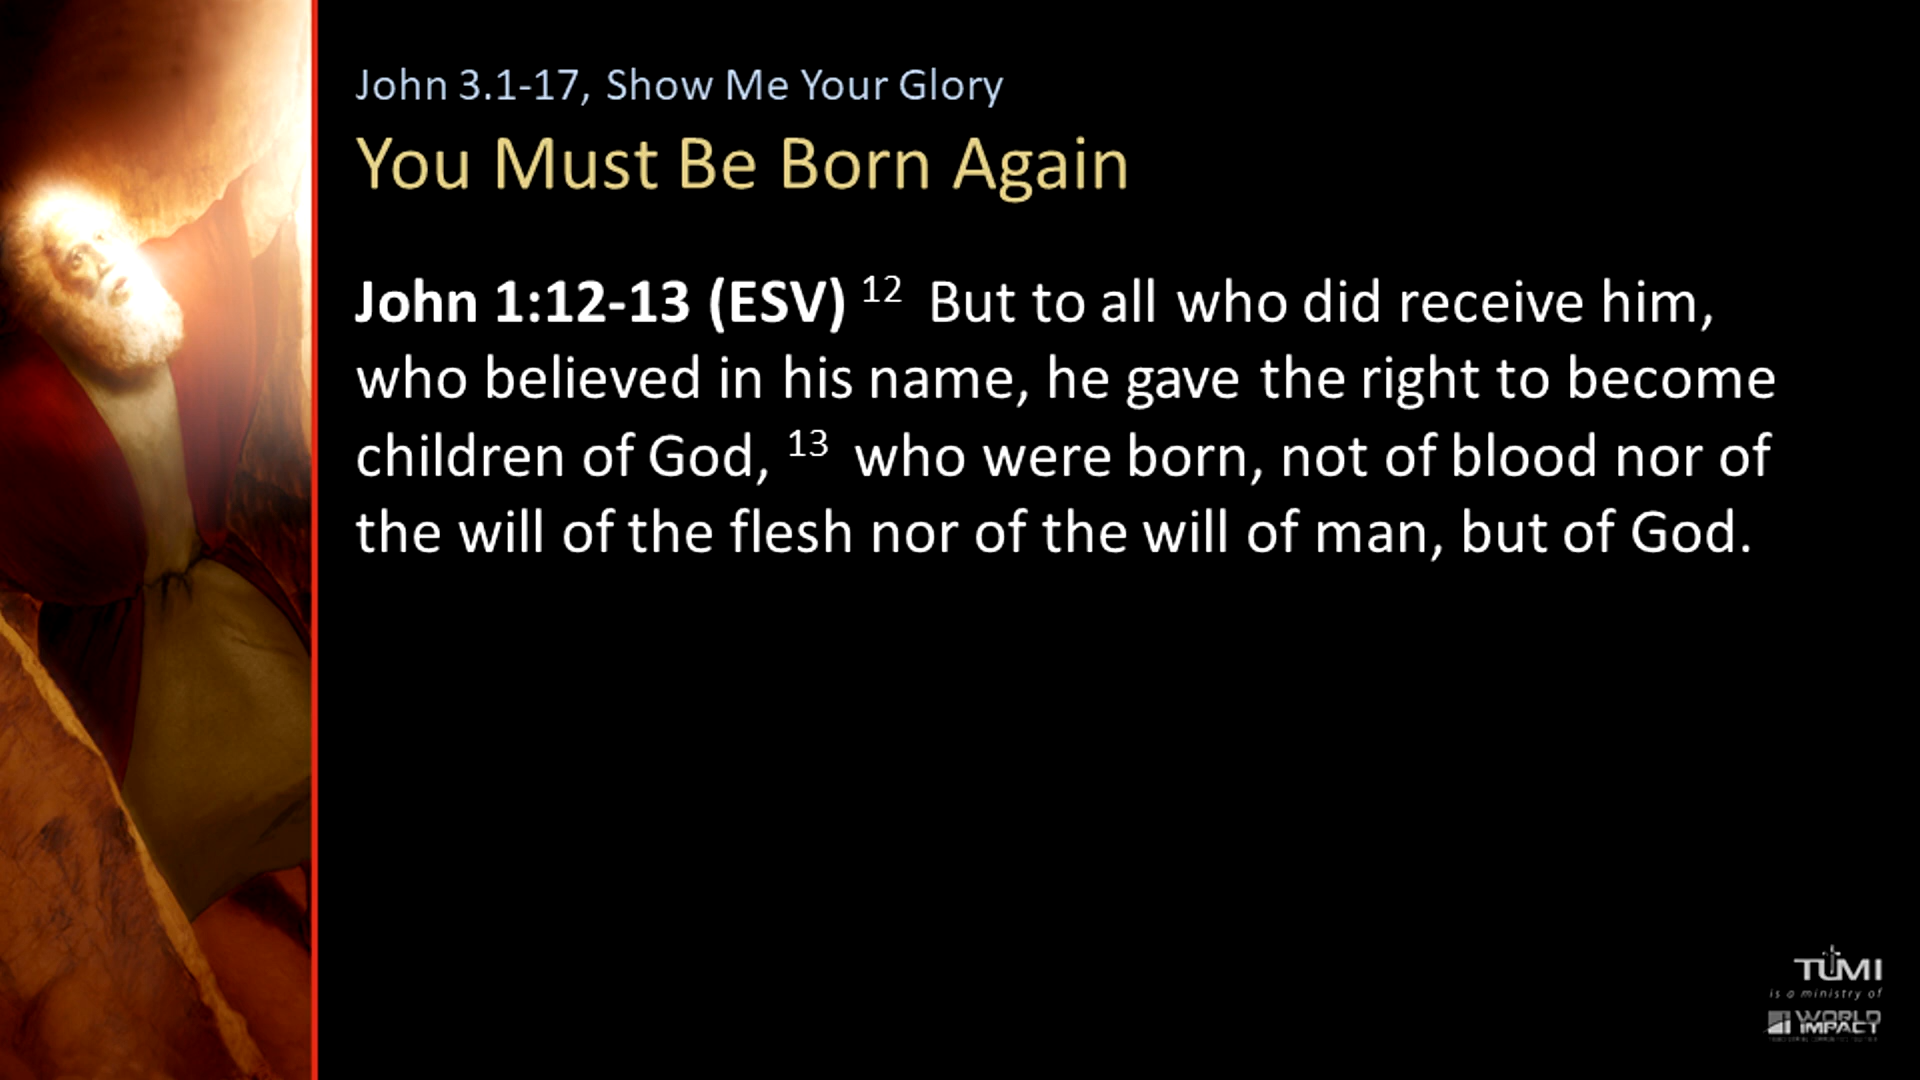 John 3.1-17, Show Me Your Glory
You Must Be Born Again
John 1:12-13 (ESV) 12 But to all who did receive him,
who believed in his name, he gave the right to become
children of God, 13 who were born, not of blood nor of
the will of the flesh nor of the will of man, but of God.
TUMI
is a ministry of
WORLD
IMPACT